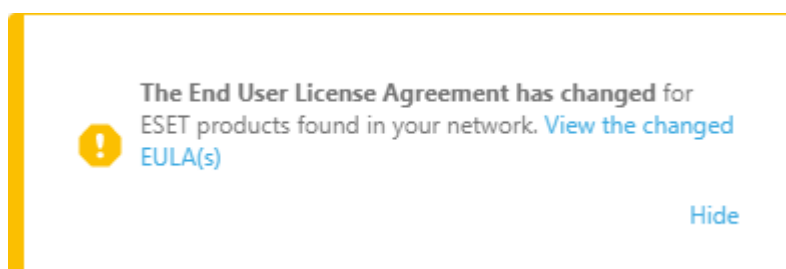 The End User License Agreement has changed for
ESET products found in your network. View the changed
EULA(s)
Hide